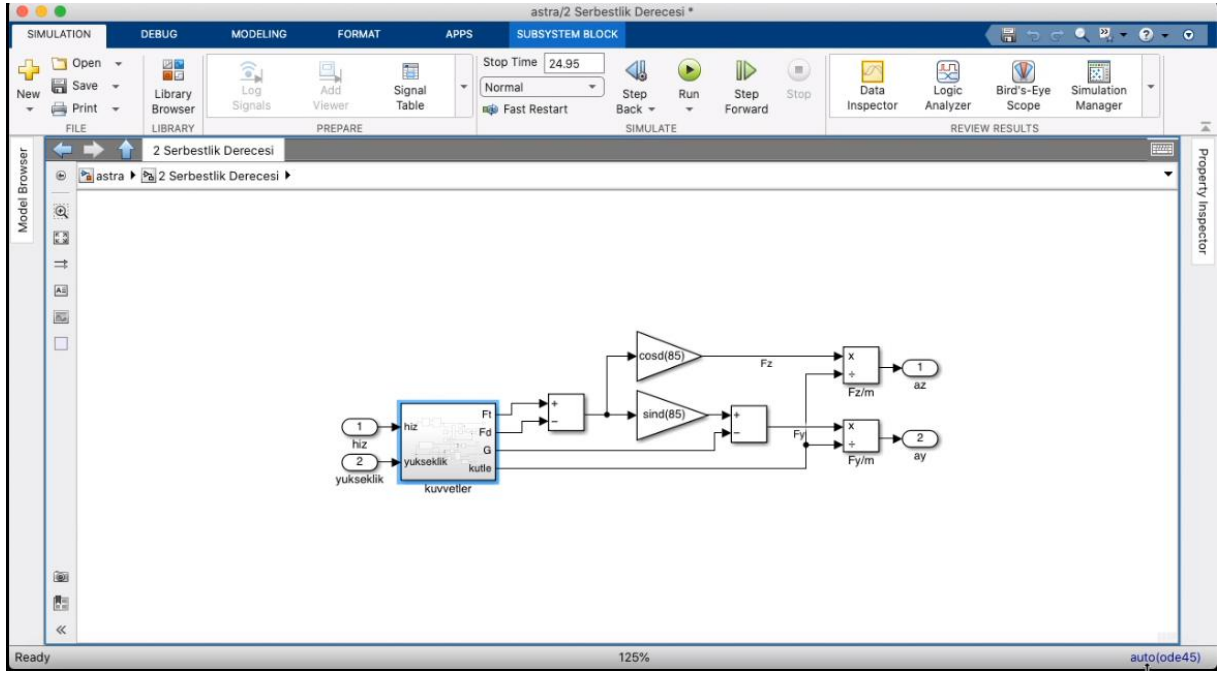 astra/2 Serbestlik Derecesi *
SIMULATION DEBUG MODELING FORMAT APPS SUBSYSTEM BLOCK
New
Open
Save
Print
FILE
Library Browser
LIBRARY
Log Signals
Add Viewer
Signal Table
PREPARE
Stop Time 24.95
Normal
Fast Restart
Step Back
Run
Step Forward
Stop
SIMULATE
Data Inspector
Logic Analyzer
Bird's-Eye Scope
Simulation Manager
REVIEW RESULTS
Model Browser
2 Serbestlik Derecesi
astra 2 Serbestlik Derecesi
Property Inspector
cosd(85)
Fz
x
÷
Fz/m
1
az
+
−
sind(85)
+
−
Fy
x
÷
Fy/m
2
ay
1
hiz
2
yukseklik
hiz
yukseklik
Ft
Fd
G
kutle
kuvvetler
Ready
125%
auto(ode45)